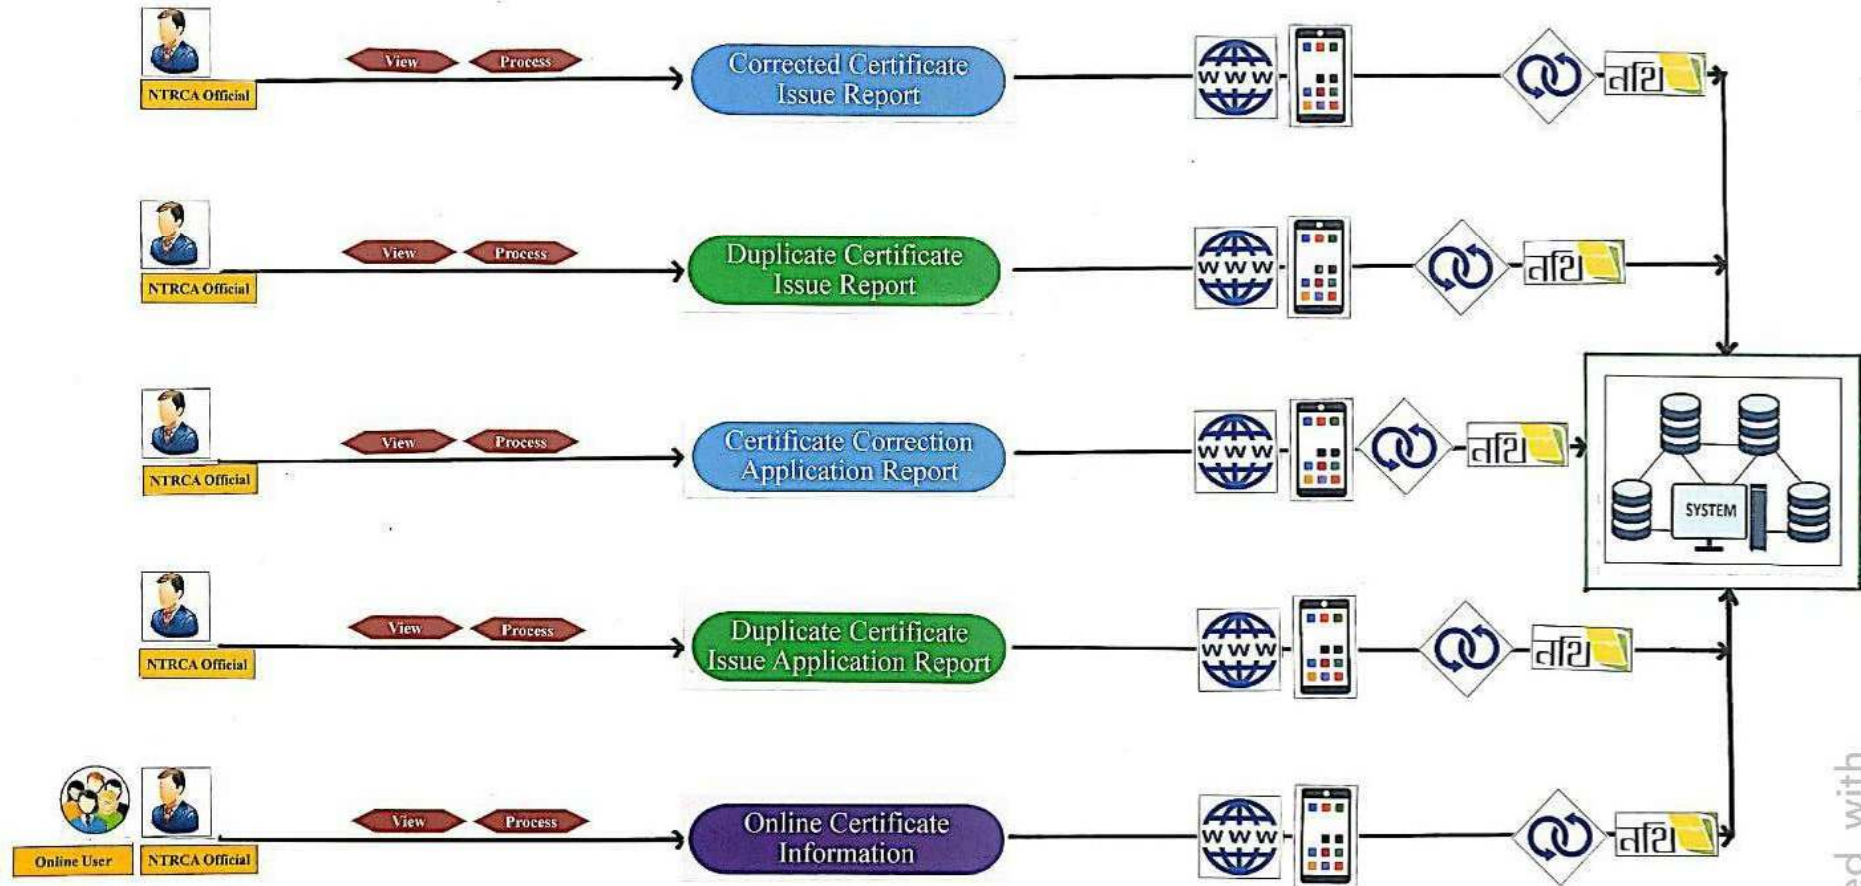 View
Process
Corrected Certificate
Issue Report
www
নথি
NTRCA Official
View
Process
Duplicate Certificate
Issue Report
www
নথি
NTRCA Official
View
Process
Certificate Correction
Application Report
www
নথি
NTRCA Official
SYSTEM
View
Process
Duplicate Certificate
Issue Application Report
www
নথি
NTRCA Official
View
Process
Online Certificate
Information
www
নথি
Online User
NTRCA Official
with